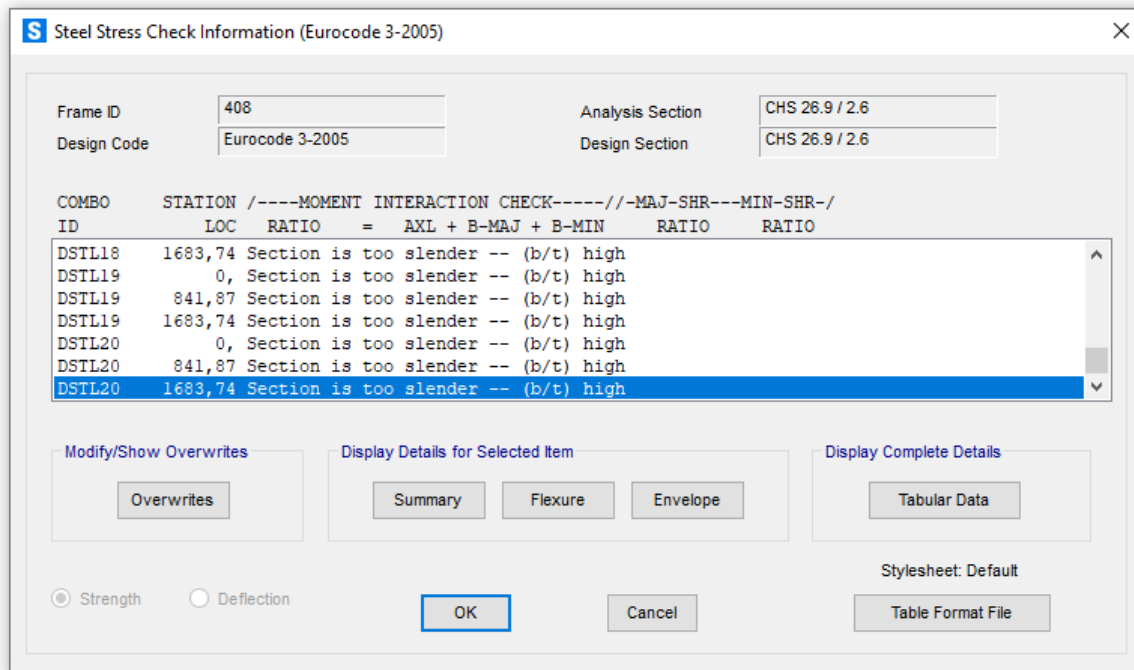 S Steel Stress Check Information (Eurocode 3-2005)
Frame ID 408 Analysis Section CHS 26.9 / 2.6
Design Code Eurocode 3-2005 Design Section CHS 26.9 / 2.6
COMBO STATION /----MOMENT INTERACTION CHECK-----//-MAJ-SHR---MIN-SHR-/
ID LOC RATIO = AXL + B-MAJ + B-MIN RATIO RATIO
DSTL18 1683,74 Section is too slender -- (b/t) high
DSTL19 0, Section is too slender -- (b/t) high
DSTL19 841,87 Section is too slender -- (b/t) high
DSTL19 1683,74 Section is too slender -- (b/t) high
DSTL20 0, Section is too slender -- (b/t) high
DSTL20 841,87 Section is too slender -- (b/t) high
DSTL20 1683,74 Section is too slender -- (b/t) high
Modify/Show Overwrites Display Details for Selected Item Display Complete Details
Overwrites Summary Flexure Envelope Tabular Data
Stylesheet: Default
Strength Deflection OK Cancel Table Format File